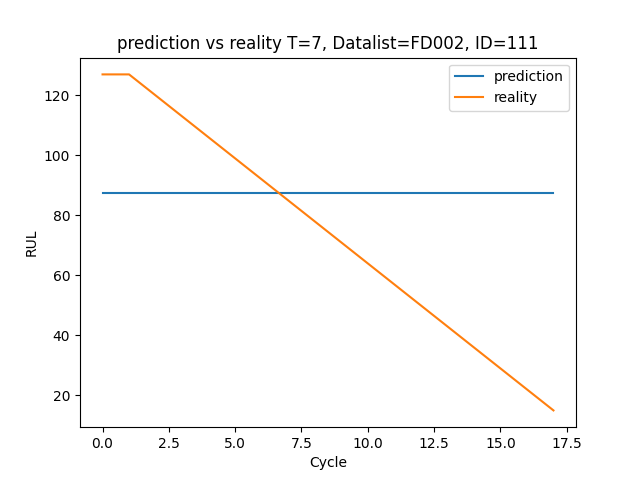 prediction vs reality T=7, Datalist=FD002, ID=111
prediction
reality
120
100
80
60
40
20
RUL
0.0 2.5 5.0 7.5 10.0 12.5 15.0 17.5
Cycle